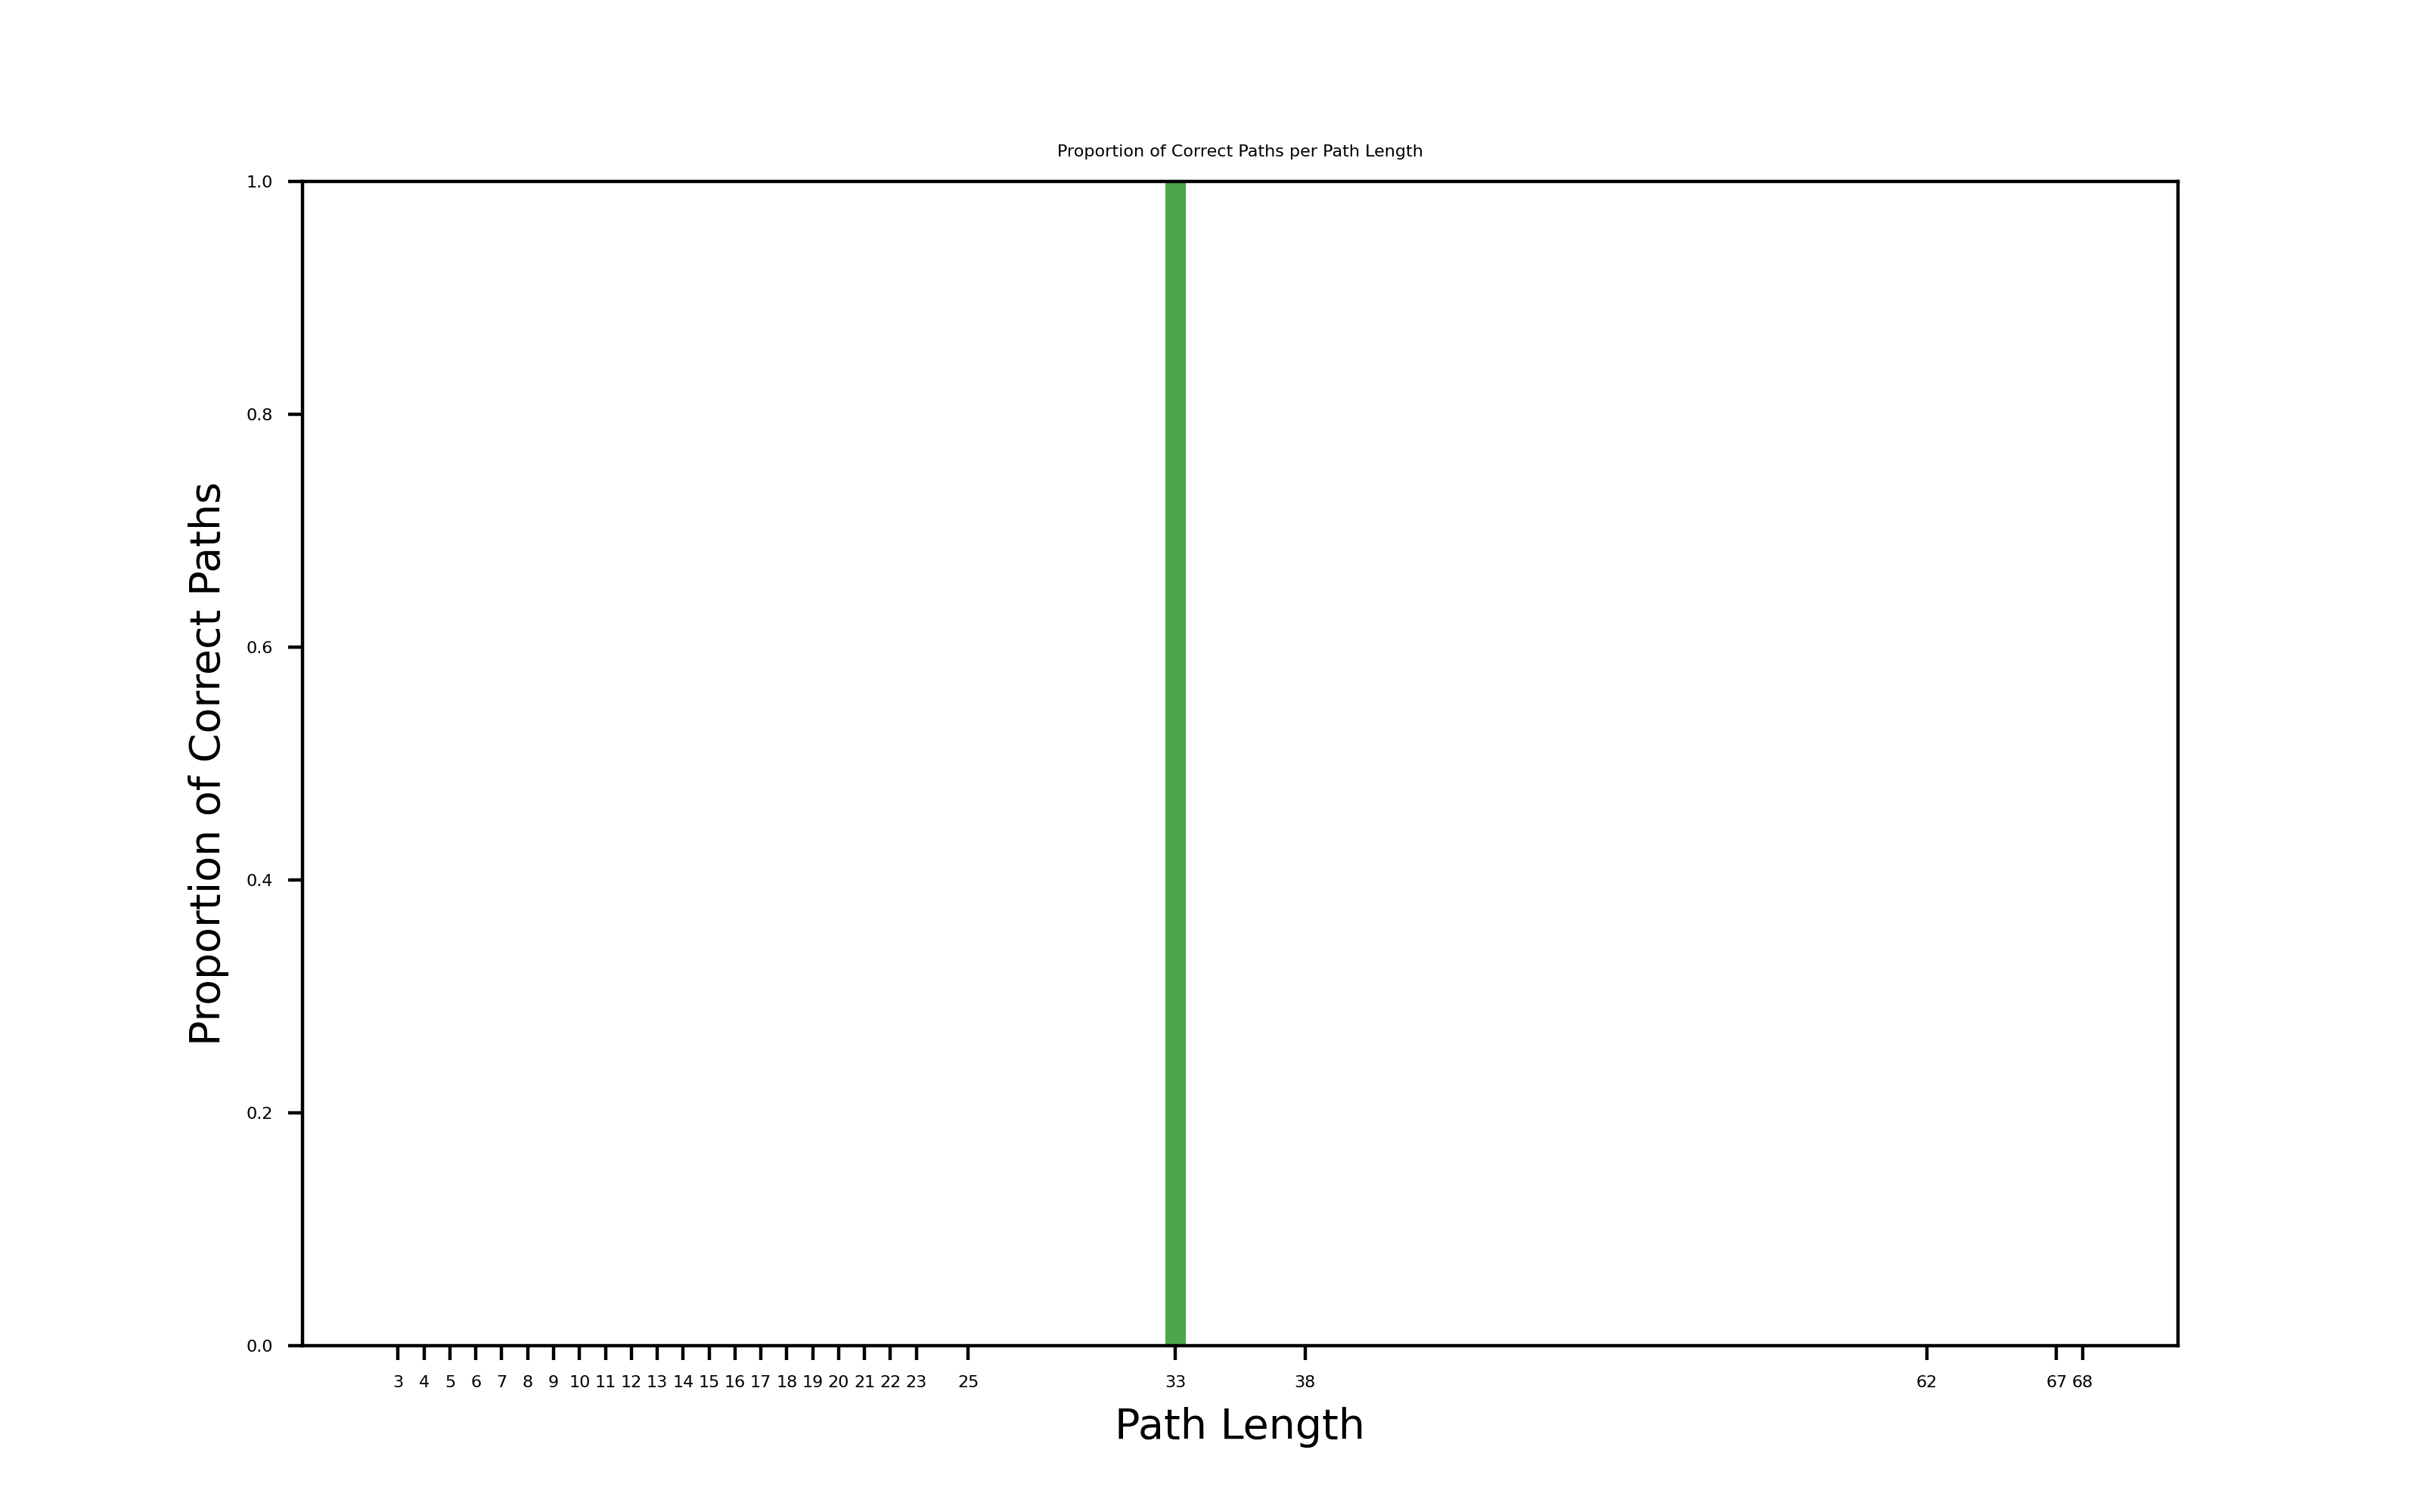 Proportion of Correct Paths per Path Length
1.0
0.8
0.6
0.4
0.2
0.0
Proportion of Correct Paths
3 4 5 6 7 8 9 10 11 12 13 14 15 16 17 18 19 20 21 22 23 25 33 38 62 67 68
Path Length